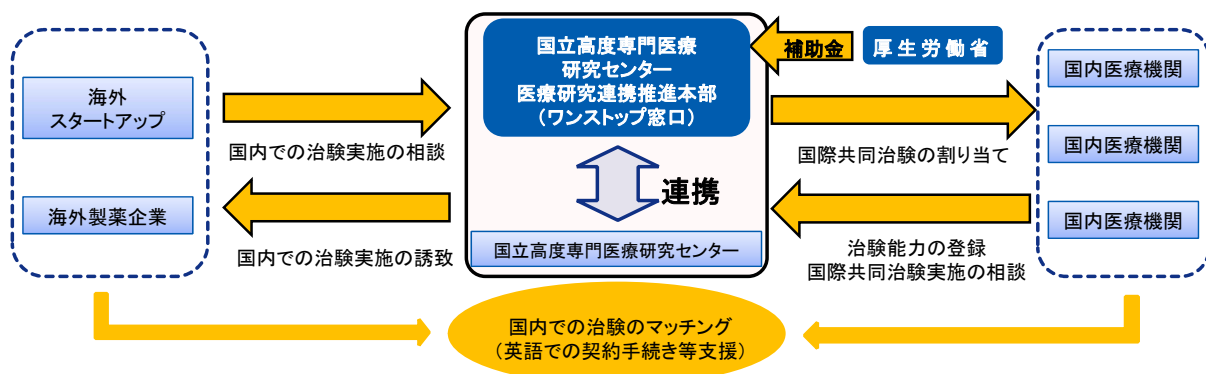 海外
スタートアップ
海外製薬企業
国内での治験実施の相談
国内での治験実施の誘致
国立高度専門医療
研究センター
医療研究連携推進本部
（ワンストップ窓口）
連携
国立高度専門医療研究センター
補助金
厚生労働省
国際共同治験の割り当て
治験能力の登録
国際共同治験実施の相談
国内医療機関
国内医療機関
国内医療機関
国内での治験のマッチング
（英語での契約手続き等支援）